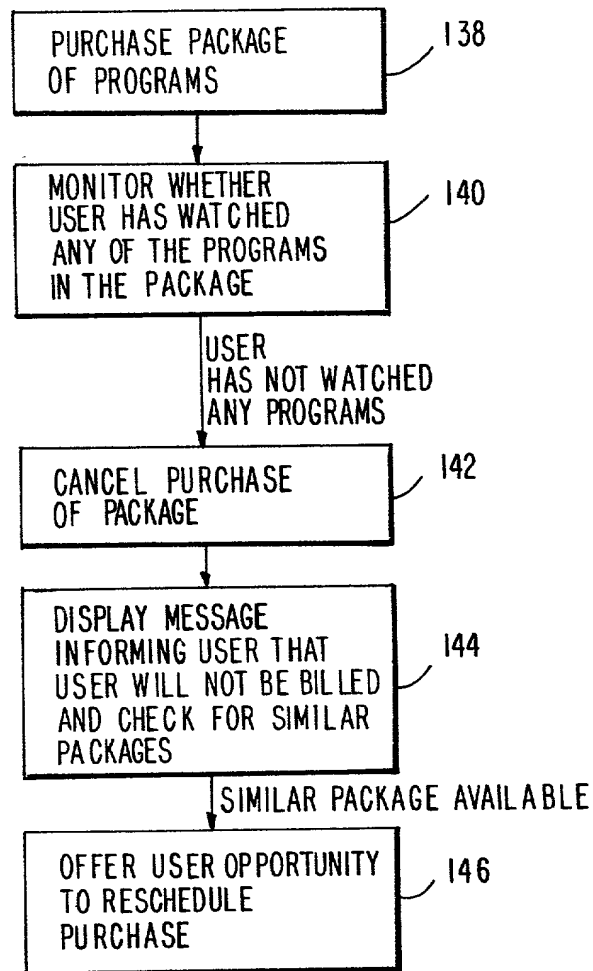 PURCHASE PACKAGE
OF PROGRAMS
138
MONITOR WHETHER
USER HAS WATCHED
ANY OF THE PROGRAMS
IN THE PACKAGE
140
USER
HAS NOT WATCHED
ANY PROGRAMS
CANCEL PURCHASE
OF PACKAGE
142
DISPLAY MESSAGE
INFORMING USER THAT
USER WILL NOT BE BILLED
AND CHECK FOR SIMILAR
PACKAGES
144
SIMILAR PACKAGE AVAILABLE
OFFER USER OPPORTUNITY
TO RESCHEDULE
PURCHASE
146